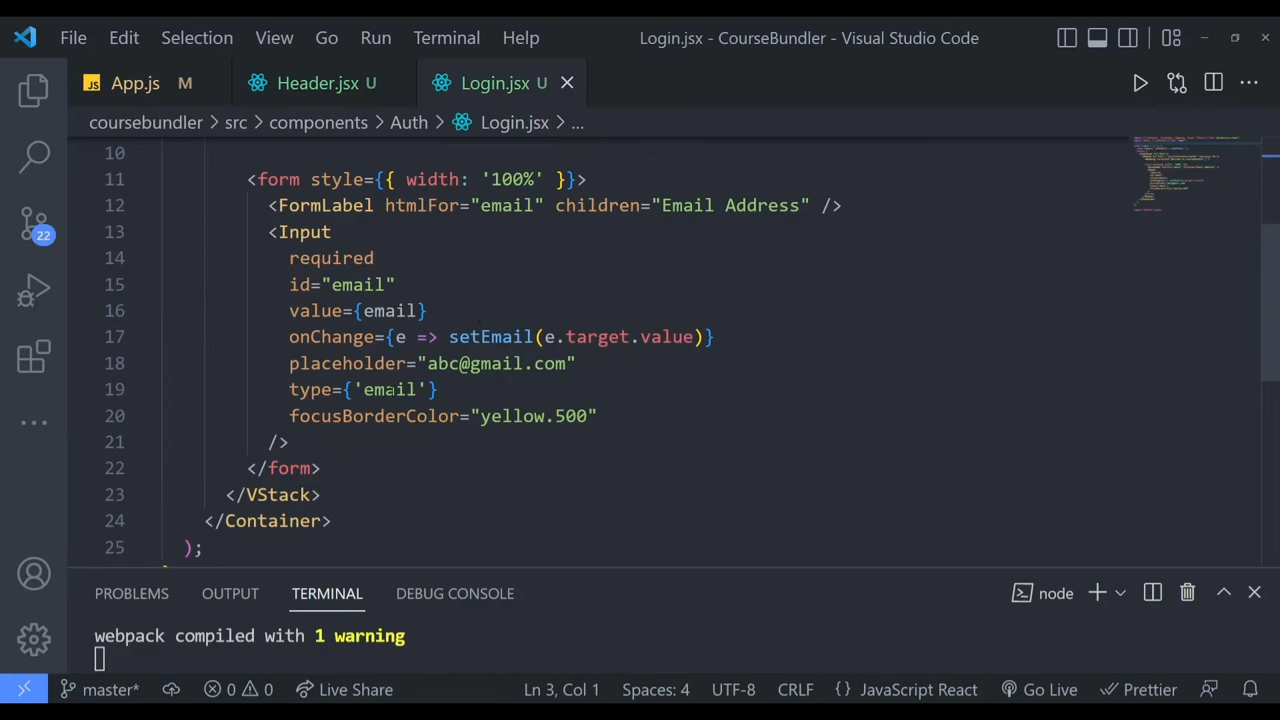 File Edit Selection View Go Run Terminal Help Login.jsx - CourseBundler - Visual Studio Code
JS App.js M Header.jsx U Login.jsx U
coursebundler > src > components > Auth > Login.jsx > ...
10
11 <form style={{ width: '100%' }}>
12 <FormLabel htmlFor="email" children="Email Address" />
13 <Input
14 required
15 id="email"
16 value={email}
17 onChange={e => setEmail(e.target.value)}
18 placeholder="abc@gmail.com"
19 type={'email'}
20 focusBorderColor="yellow.500"
21 />
22 </form>
23 </VStack>
24 </Container>
25 );
22
PROBLEMS OUTPUT TERMINAL DEBUG CONSOLE node
webpack compiled with 1 warning
master* 0 0 Live Share Ln 3, Col 1 Spaces: 4 UTF-8 CRLF {} JavaScript React Go Live Prettier